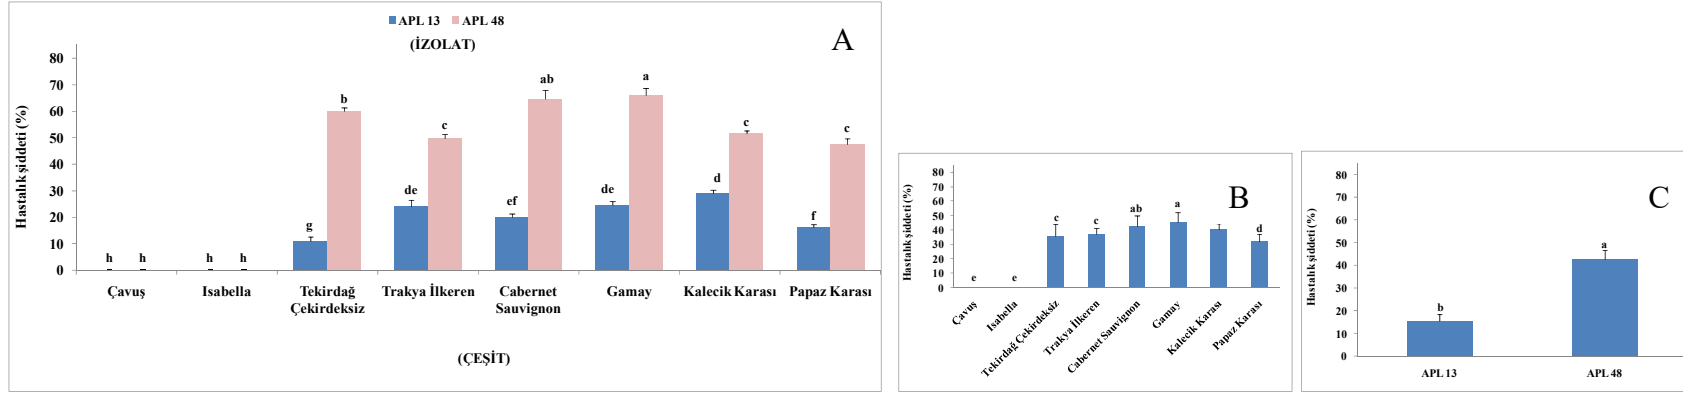 APL 13 APL 48
(İZOLAT)
A
Hastalık şiddeti (%)
80
70
60
50
40
30
20
10
0
h h h h g b de c ef ab de a d c f c
Çavuş Isabella Tekirdağ Çekirdeksiz Trakya İlkeren Cabernet Sauvignon Gamay Kalecik Karası Papaz Karası
(ÇEŞİT)
B
Hastalık şiddeti (%)
80
70
60
50
40
30
20
10
0
e e c c ab a d
Çavuş Isabella Tekirdağ Çekirdeksiz Trakya İlkeren Cabernet Sauvignon Gamay Kalecik Karası Papaz Karası
C
Hastalık şiddeti (%)
80
70
60
50
40
30
20
10
0
b a
APL 13 APL 48